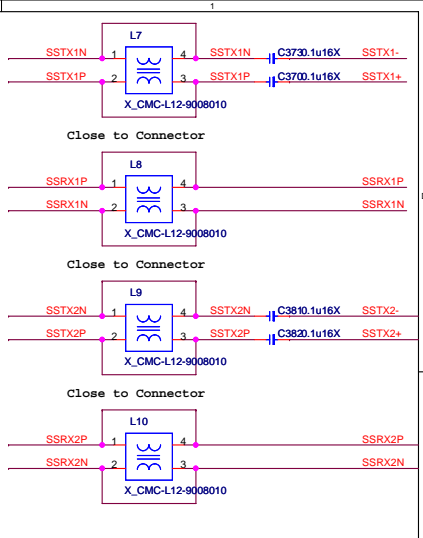 1
L7
SSTX1N 1 4 SSTX1N C373 0.1u16X SSTX1-
SSTX1P 2 3 SSTX1P C370 0.1u16X SSTX1+
X_CMC-L12-9008010
Close to Connector
L8
SSRX1P 1 4 SSRX1P
SSRX1N 2 3 SSRX1N
X_CMC-L12-9008010
Close to Connector
L9
SSTX2N 1 4 SSTX2N C381 0.1u16X SSTX2-
SSTX2P 2 3 SSTX2P C382 0.1u16X SSTX2+
X_CMC-L12-9008010
Close to Connector
L10
SSRX2P 1 4 SSRX2P
SSRX2N 2 3 SSRX2N
X_CMC-L12-9008010